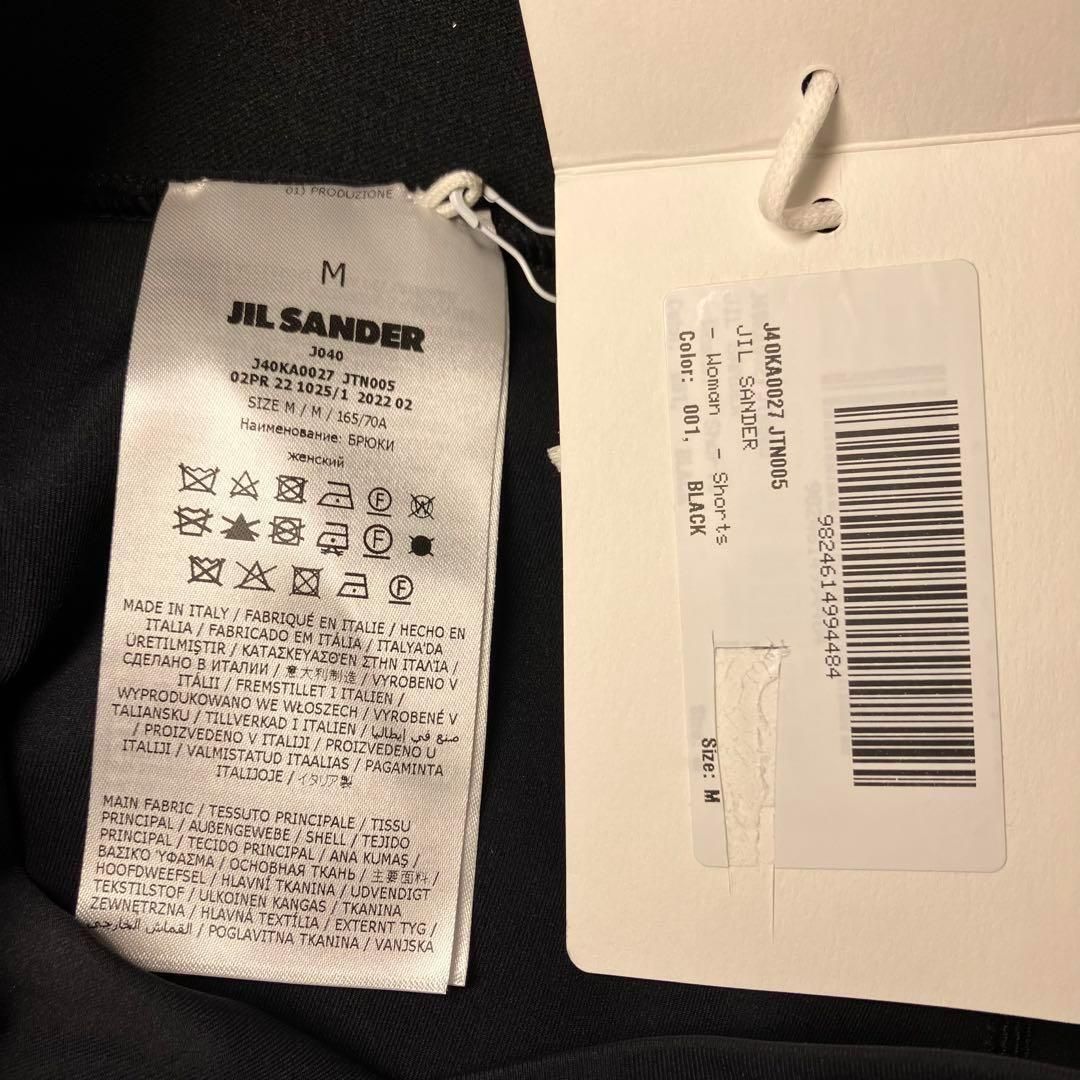 01) PRODUZIONE
M
JIL SANDER
J040
J40KA0027 JTN005
02PR 22 1025/1 2022 02
SIZE M / M / 165/70A
Наименование: БРЮКИ
женский
F
F
F
MADE IN ITALY / FABRIQUÉ EN ITALIE / HECHO EN
ITALIA / FABRICADO EM ITÁLIA / ITALYA'DA
ÜRETILMIŞTIR / ΚΑΤΑΣΚΕΥΑΣΘΈΝ ΣΤΗΝ ΙΤΑΛΊΑ /
СДЕЛАНО В ИТАЛИИ / 意大利制造 / VYROBENO V
ITÁLII / FREMSTILLET I ITALIEN /
WYPRODUKOWANO WE WŁOSZECH / VYROBENÉ V
TALIANSKU / TILLVERKAD I ITALIEN / صنع في إيطاليا
/ PROIZVEDENO V ITALIJI / PROIZVEDENO U
ITALIJI / VALMISTATUD ITAALIAS / PAGAMINTA
ITALIJOJE / イタリア製
MAIN FABRIC / TESSUTO PRINCIPALE / TISSU
PRINCIPAL / AUßENGEWEBE / SHELL / TEJIDO
PRINCIPAL / TECIDO PRINCIPAL / ANA KUMAŞ /
ΒΑΣΙΚΌ ΎΦΑΣΜΑ / ОСНОВНАЯ ТКАНЬ / 主要面料 /
HOOFDWEEFSEL / HLAVNÍ TKANINA / UDVENDIGT
TEKSTILSTOF / ULKOINEN KANGAS / TKANINA
ZEWNĘTRZNA / HLAVNÁ TEXTÍLIA / EXTERNT TYG /
القماش الخارجي / POGLAVITNA TKANINA / VANJSKA
J40KA0027 JTN005
JIL SANDER
- Woman - Shorts
Color: 001, BLACK
Size: M
9824614994484